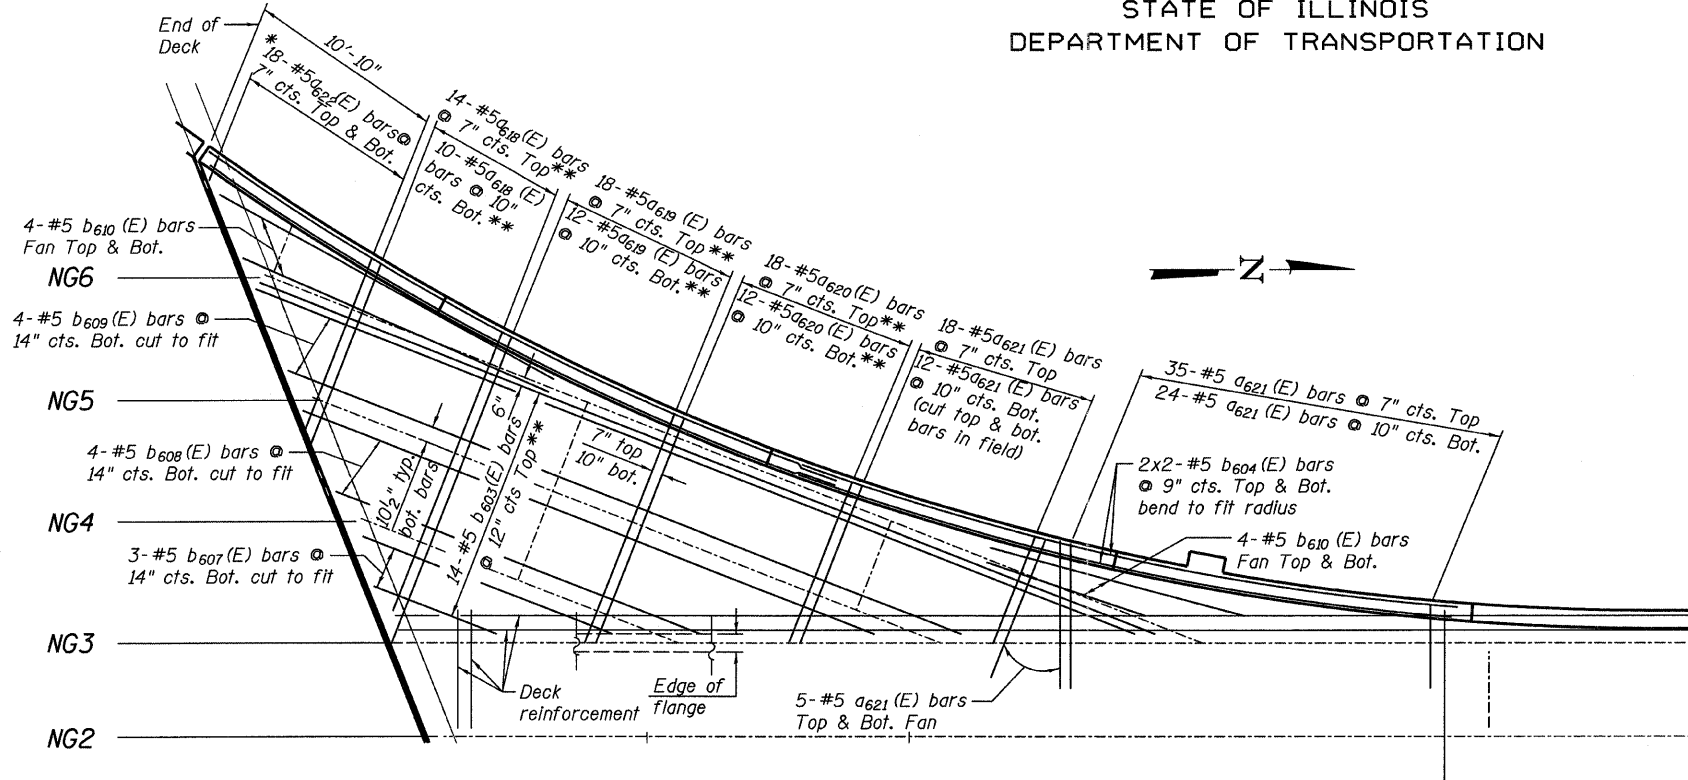 STATE OF ILLINOIS
DEPARTMENT OF TRANSPORTATION
End of
Deck
10'-10"
*
18-#5a622(E) bars @
7" cts. Top & Bot.
14-#5a618(E) bars
@ 7" cts. Top**
10-#5a618(E)
bars @ 10"
cts. Bot.**
18-#5a619(E) bars
@ 7" cts. Top**
12-#5a619(E) bars
@ 10" cts. Bot.**
18-#5a620(E) bars
@ 7" cts. Top**
12-#5a620(E) bars
@ 10" cts. Bot.**
18-#5a621(E) bars
@ 7" cts. Top
12-#5a621(E) bars
@ 10" cts. Bot.
(cut top & bot.
bars in field)
35-#5 a621(E) bars @ 7" cts. Top
24-#5 a621(E) bars @ 10" cts. Bot.
Z
4-#5 b610(E) bars
Fan Top & Bot.
NG6
4-#5 b609(E) bars @
14" cts. Bot. cut to fit
NG5
4-#5 b608(E) bars @
14" cts. Bot. cut to fit
NG4
3-#5 b607(E) bars @
14" cts. Bot. cut to fit
NG3
NG2
10½" typ.
bot. bars
6"
14-#5 b603(E) bars
@ 12" cts Top**
7" top
10" bot.
2x2-#5 b604(E) bars
@ 9" cts. Top & Bot.
bend to fit radius
4-#5 b610(E) bars
Fan Top & Bot.
Deck
reinforcement
Edge of
flange
5-#5 a621(E) bars
Top & Bot. Fan